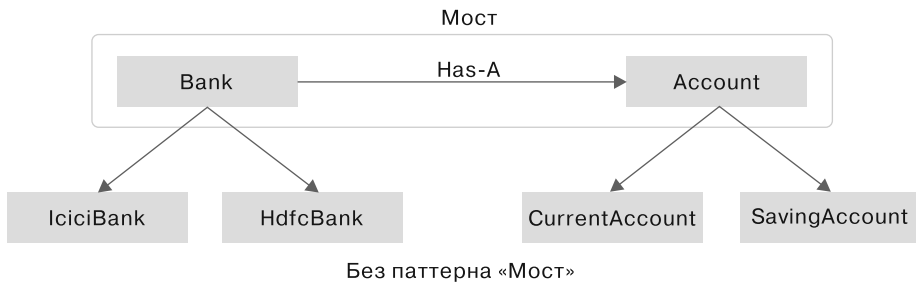 Мост
Bank
Has-A
Account
IciciBank
HdfcBank
CurrentAccount
SavingAccount
Без паттерна «Мост»